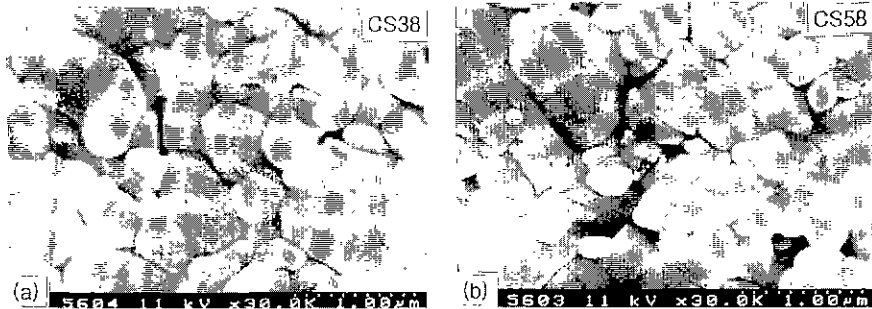 CS38
(a)
5604 11 kV x30.0K 1.00µm
CS58
(b)
5603 11 kV x30.0K 1.00µm